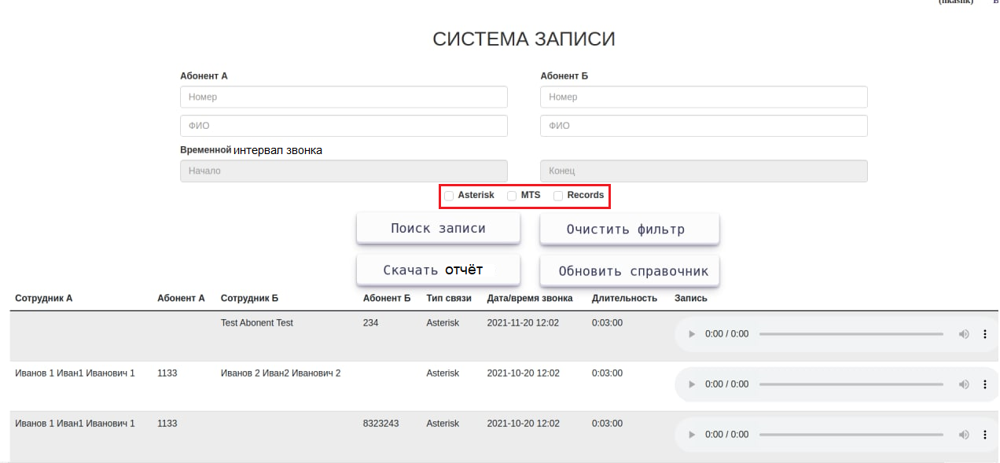 СИСТЕМА ЗАПИСИ
Абонент А Абонент Б
Номер Номер
ФИО ФИО
Временной интервал звонка
Начало Конец
Asterisk MTS Records
Поиск записи Очистить фильтр
Скачать отчёт Обновить справочник
Сотрудник А Абонент А Сотрудник Б Абонент Б Тип связи Дата/время звонка Длительность Запись
Test Abonent Test 234 Asterisk 2021-11-20 12:02 0:03:00 0:00 / 0:00
Иванов 1 Иван1 Иванович 1 1133 Иванов 2 Иван2 Иванович 2 Asterisk 2021-10-20 12:02 0:03:00 0:00 / 0:00
Иванов 1 Иван1 Иванович 1 1133 8323243 Asterisk 2021-10-20 12:02 0:03:00 0:00 / 0:00